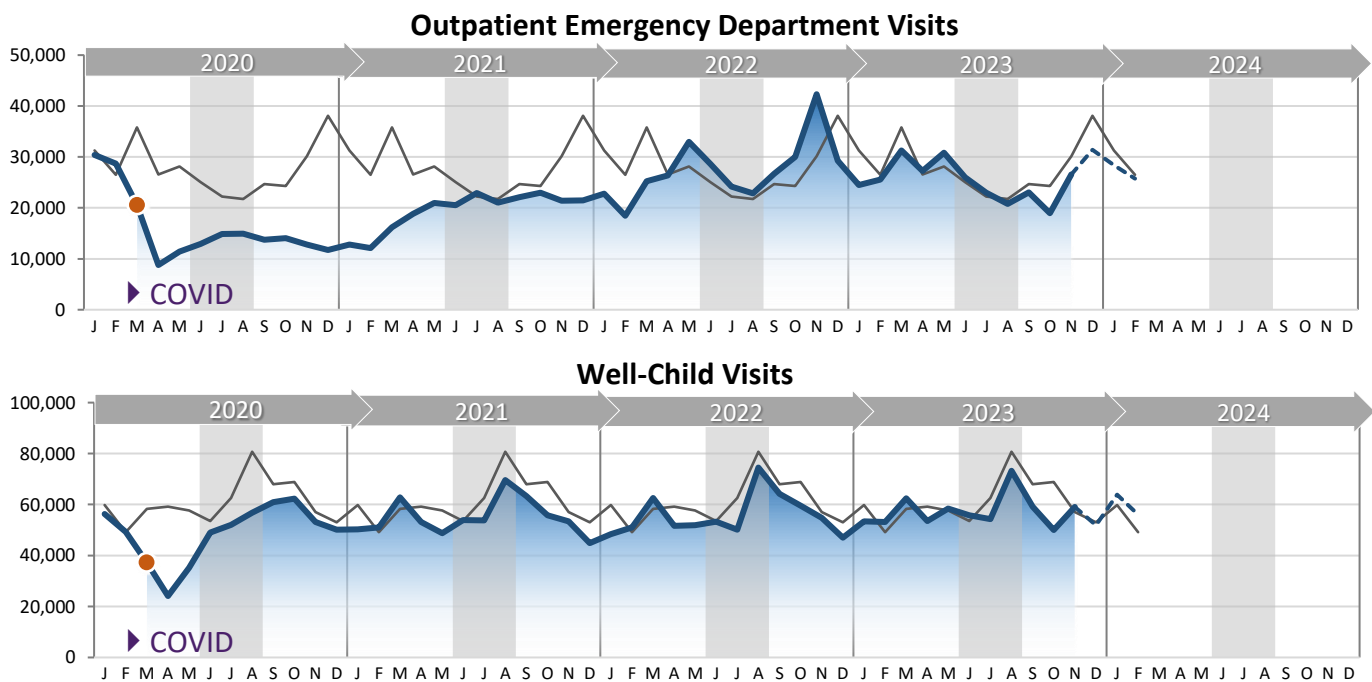 Outpatient Emergency Department Visits
50,000
2020 2021 2022 2023 2024
40,000
30,000
20,000
10,000
COVID
0
J F M A M J J A S O N D J F M A M J J A S O N D J F M A M J J A S O N D J F M A M J J A S O N D J F M A M J J A S O N D
Well-Child Visits
100,000
2020 2021 2022 2023 2024
80,000
60,000
40,000
20,000
COVID
0
J F M A M J J A S O N D J F M A M J J A S O N D J F M A M J J A S O N D J F M A M J J A S O N D J F M A M J J A S O N D